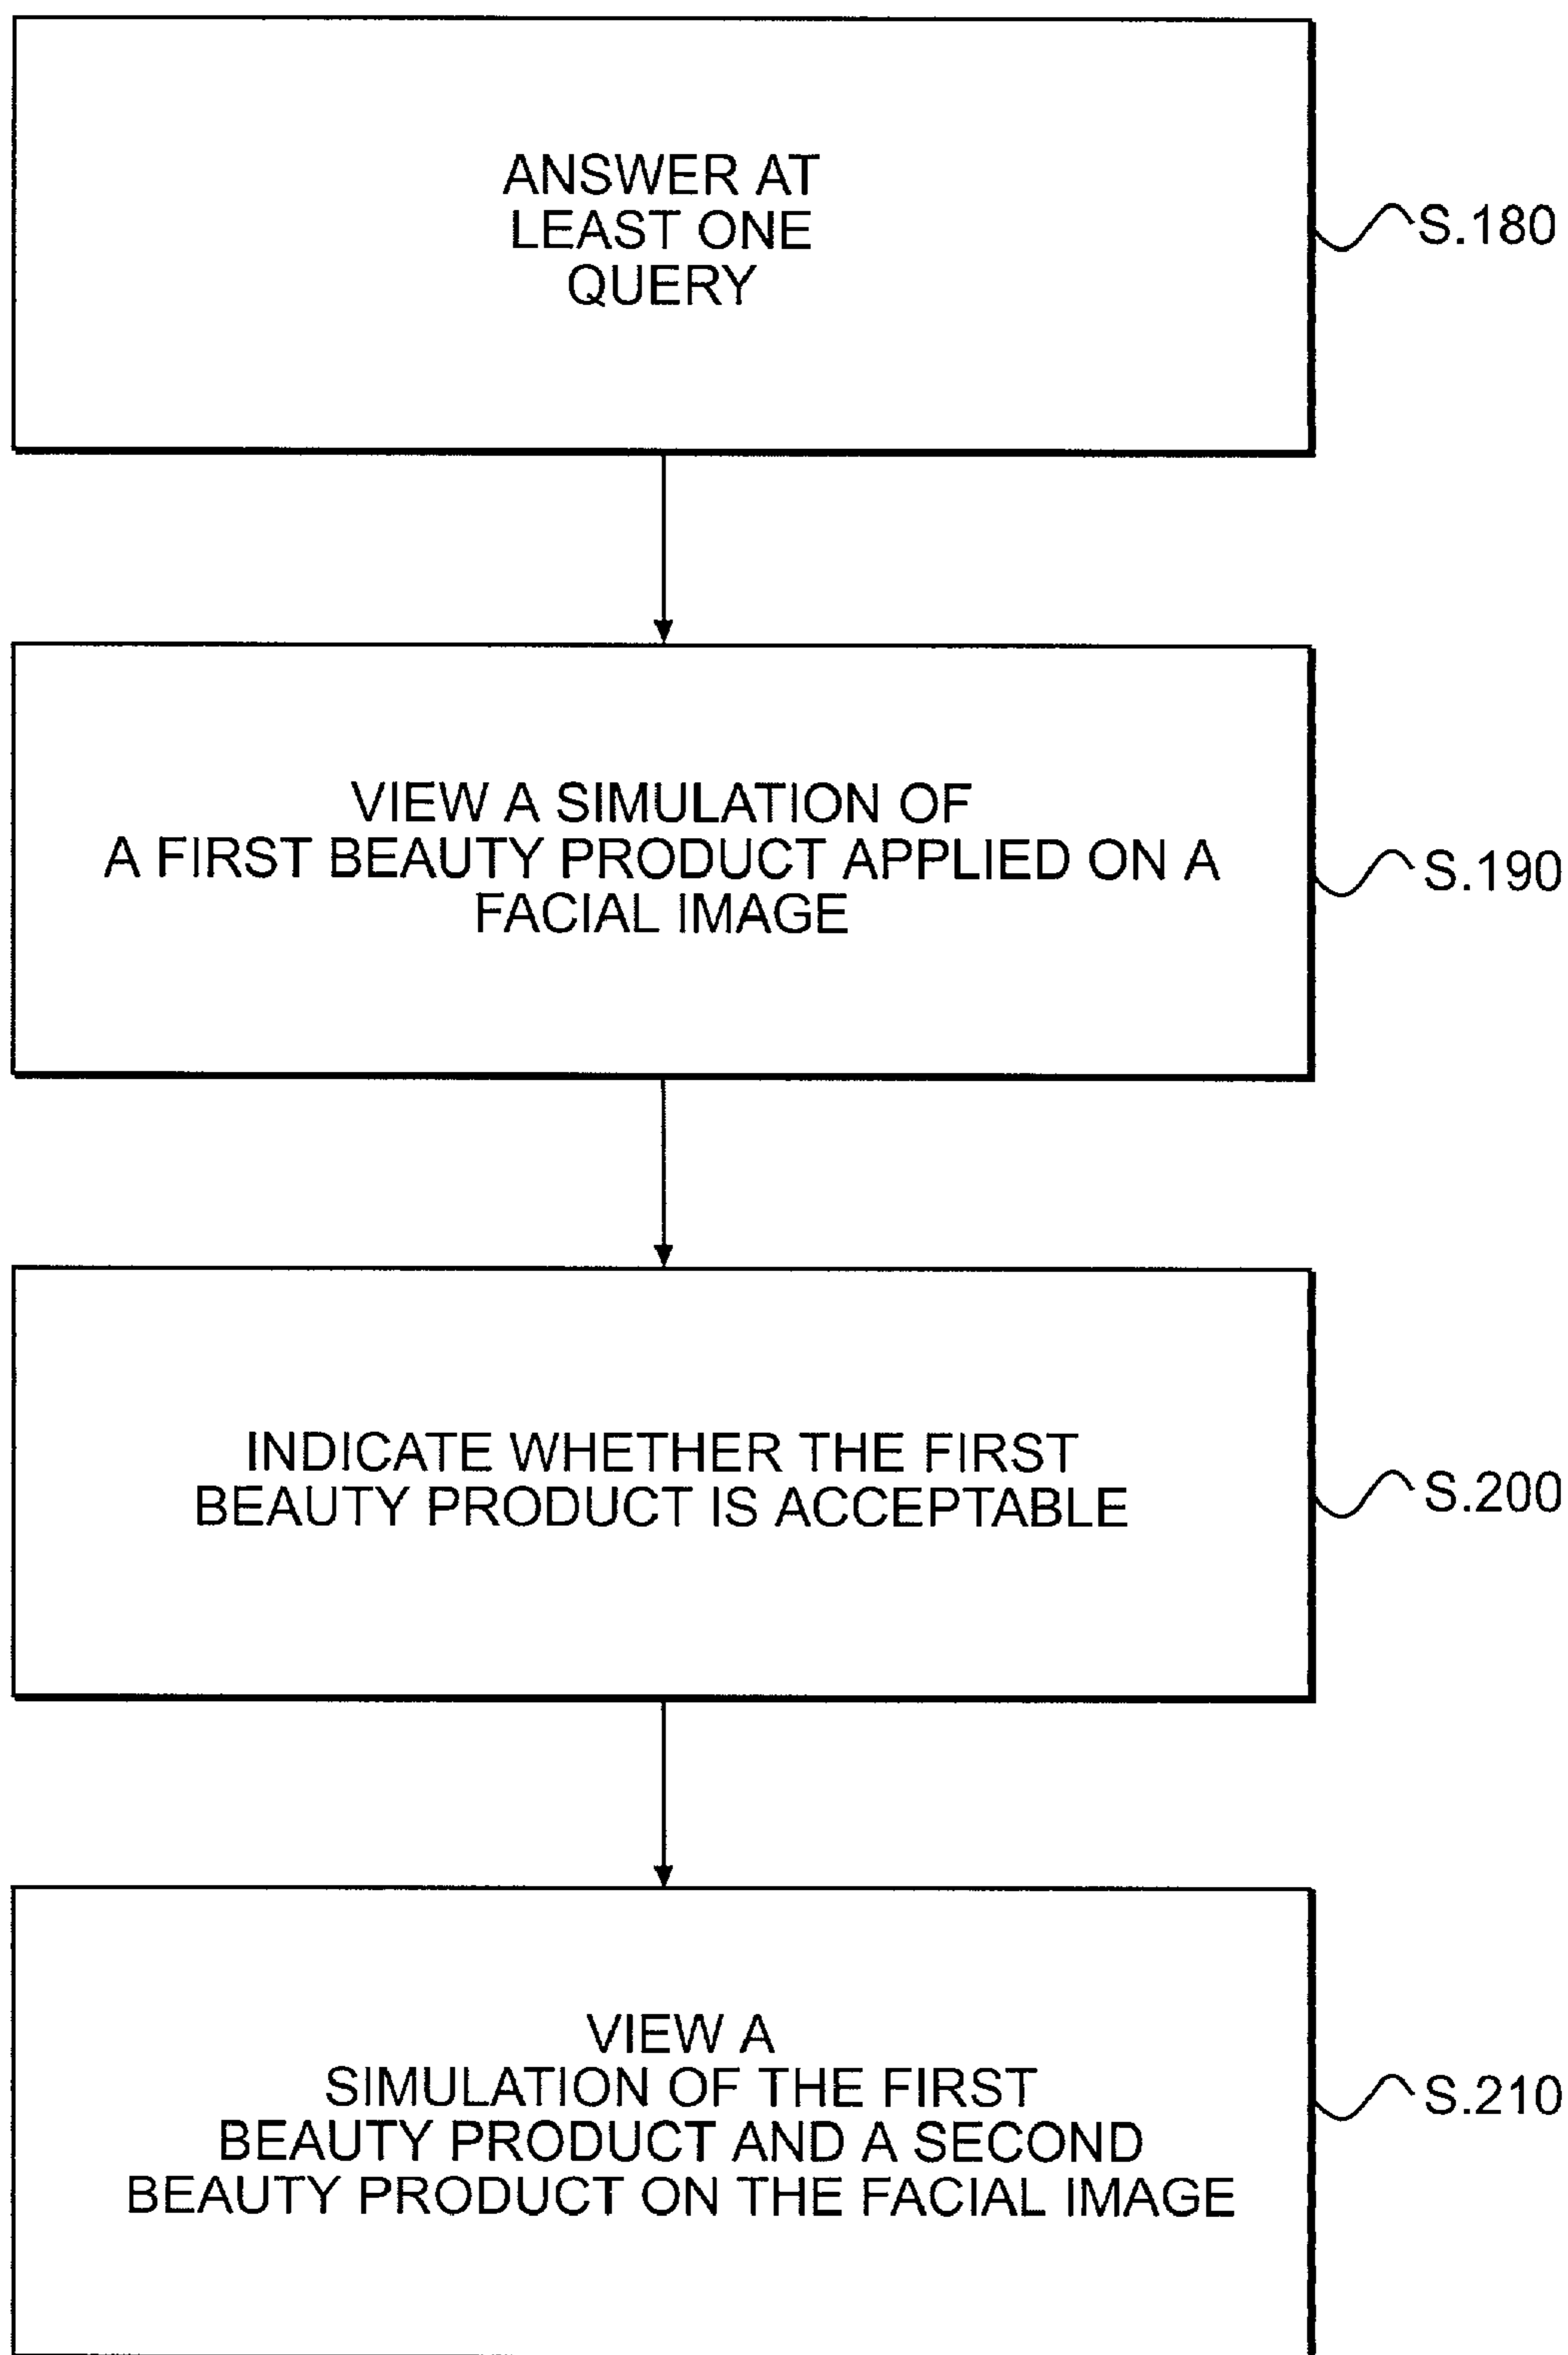 ANSWER AT
LEAST ONE
QUERY
S.180
VIEW A SIMULATION OF
A FIRST BEAUTY PRODUCT APPLIED ON A
FACIAL IMAGE
S.190
INDICATE WHETHER THE FIRST
BEAUTY PRODUCT IS ACCEPTABLE
S.200
VIEW A
SIMULATION OF THE FIRST
BEAUTY PRODUCT AND A SECOND
BEAUTY PRODUCT ON THE FACIAL IMAGE
S.210